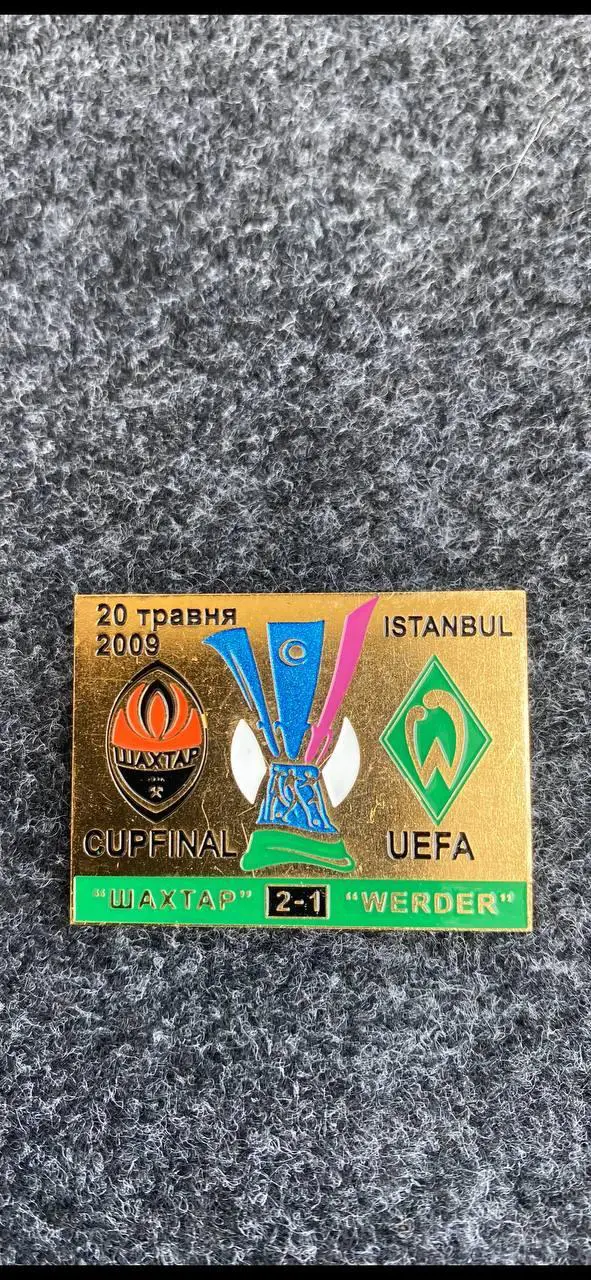 20 травня
2009
ISTANBUL
ШАХТАР
CUPFINAL
UEFA
"ШАХТАР" 2-1 "WERDER"